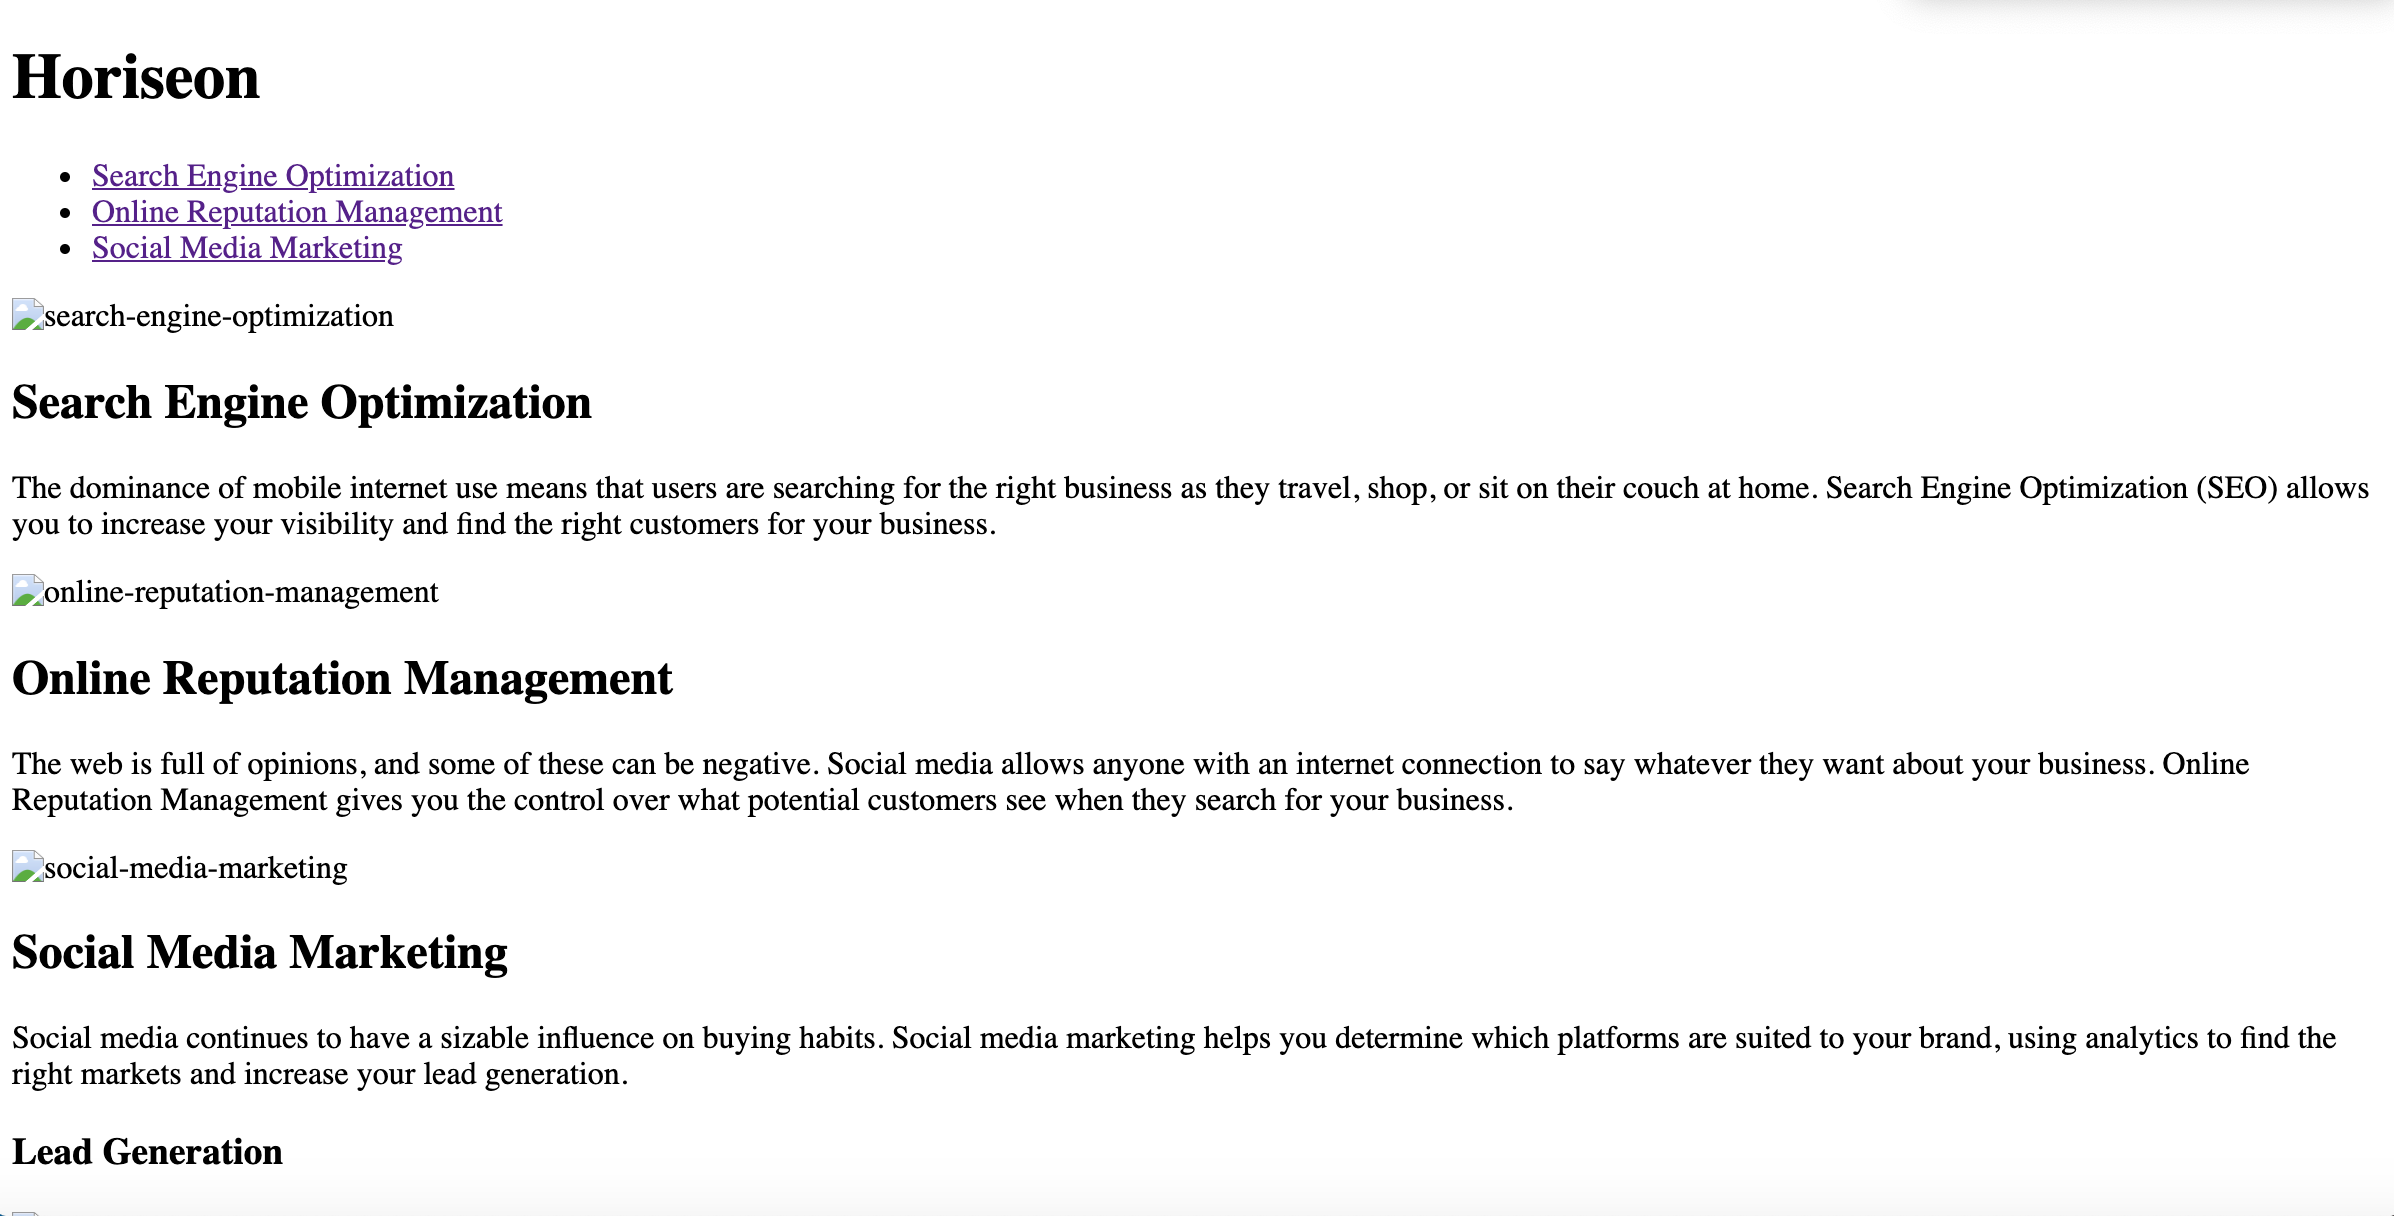 Horiseon
Search Engine Optimization
Online Reputation Management
Social Media Marketing
search-engine-optimization
Search Engine Optimization
The dominance of mobile internet use means that users are searching for the right business as they travel, shop, or sit on their couch at home. Search Engine Optimization (SEO) allows
you to increase your visibility and find the right customers for your business.
online-reputation-management
Online Reputation Management
The web is full of opinions, and some of these can be negative. Social media allows anyone with an internet connection to say whatever they want about your business. Online
Reputation Management gives you the control over what potential customers see when they search for your business.
social-media-marketing
Social Media Marketing
Social media continues to have a sizable influence on buying habits. Social media marketing helps you determine which platforms are suited to your brand, using analytics to find the
right markets and increase your lead generation.
Lead Generation